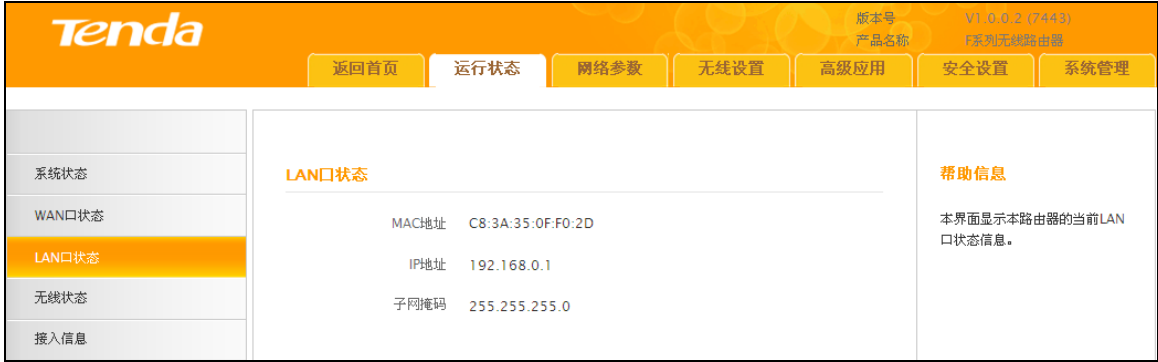 Tenda
版本号 V1.0.0.2 (7443)
产品名称 F系列无线路由器
返回首页 运行状态 网络参数 无线设置 高级应用 安全设置 系统管理
系统状态
WAN口状态
LAN口状态
无线状态
接入信息
LAN口状态
MAC地址 C8:3A:35:0F:F0:2D
IP地址 192.168.0.1
子网掩码 255.255.255.0
帮助信息
本界面显示本路由器的当前LAN
口状态信息。